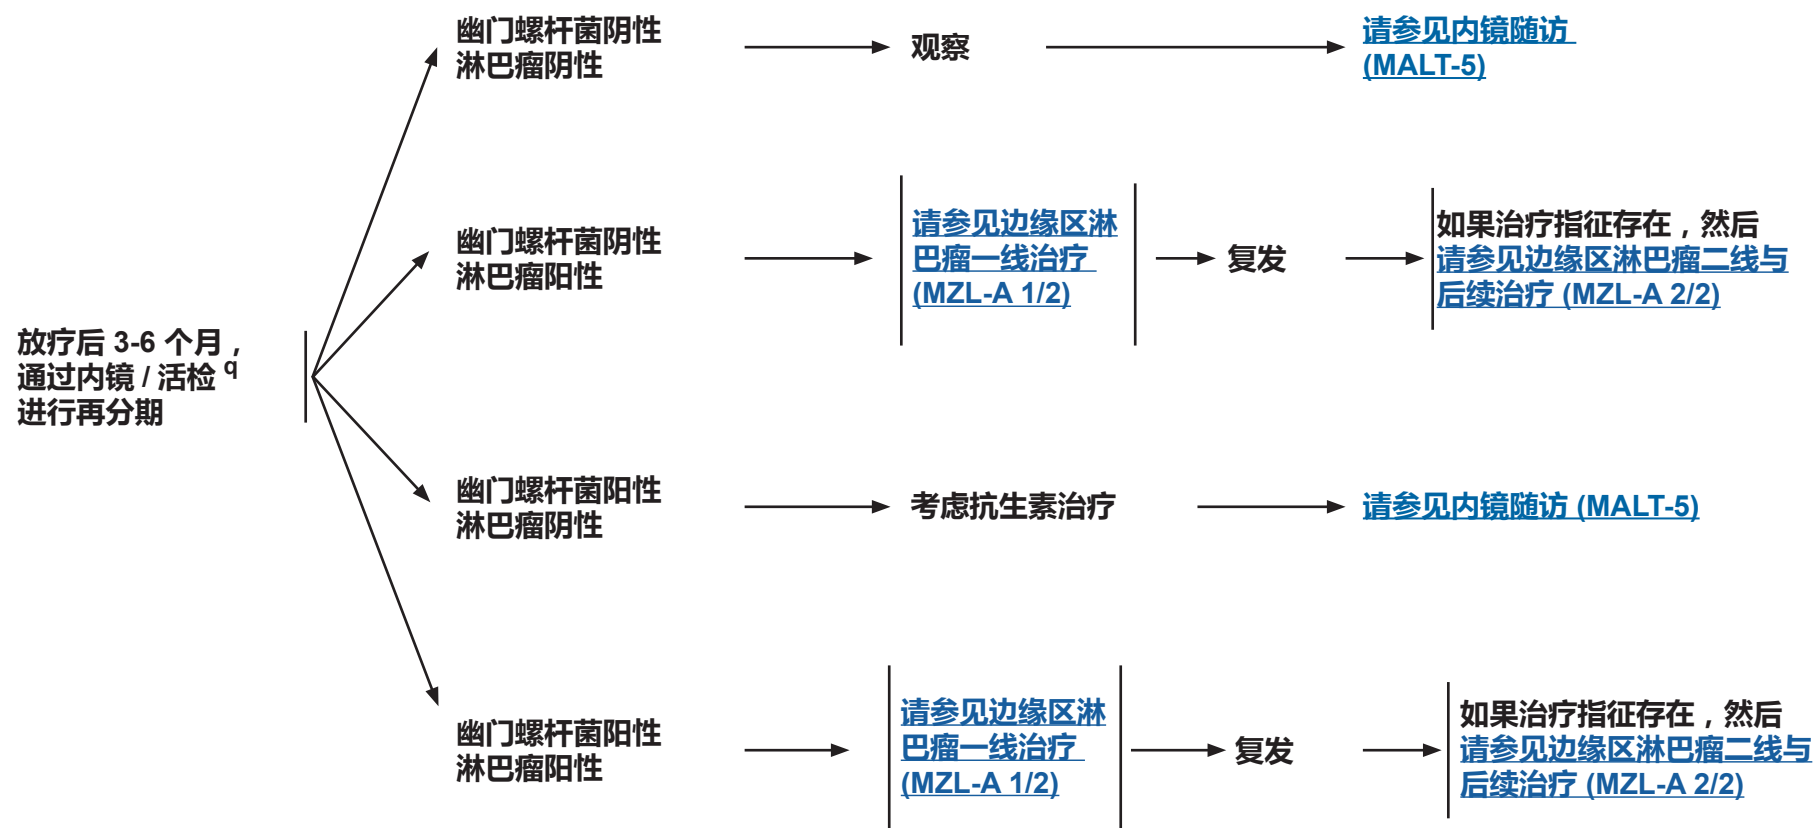 放疗后 3-6 个月，
通过内镜 / 活检 q
进行再分期
幽门螺杆菌阴性
淋巴瘤阴性
观察
请参见内镜随访
(MALT-5)
幽门螺杆菌阴性
淋巴瘤阳性
请参见边缘区淋
巴瘤一线治疗
(MZL-A 1/2)
复发
如果治疗指征存在，然后
请参见边缘区淋巴瘤二线与
后续治疗 (MZL-A 2/2)
幽门螺杆菌阳性
淋巴瘤阴性
考虑抗生素治疗
请参见内镜随访 (MALT-5)
幽门螺杆菌阳性
淋巴瘤阳性
请参见边缘区淋
巴瘤一线治疗
(MZL-A 1/2)
复发
如果治疗指征存在，然后
请参见边缘区淋巴瘤二线与
后续治疗 (MZL-A 2/2)